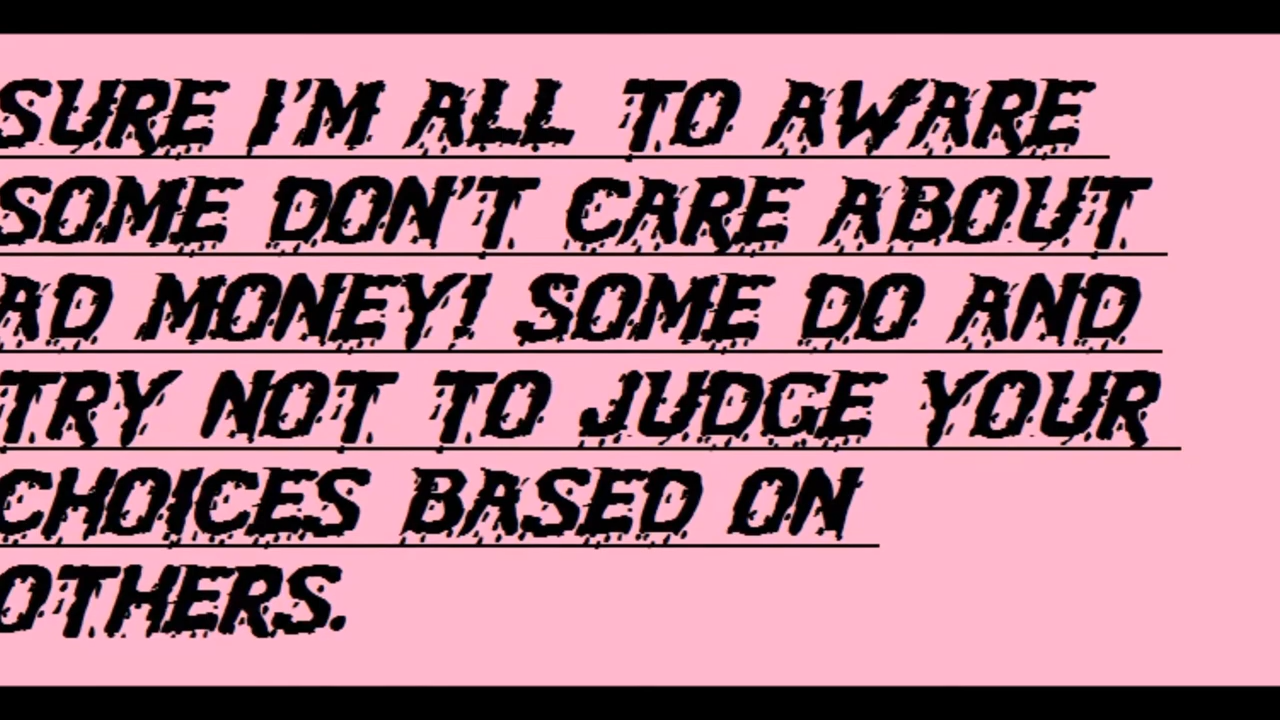 SURE I'M ALL TO AWARE
SOME DON'T CARE ABOUT
AD MONEY! SOME DO AND
TRY NOT TO JUDGE YOUR
CHOICES BASED ON
OTHERS.